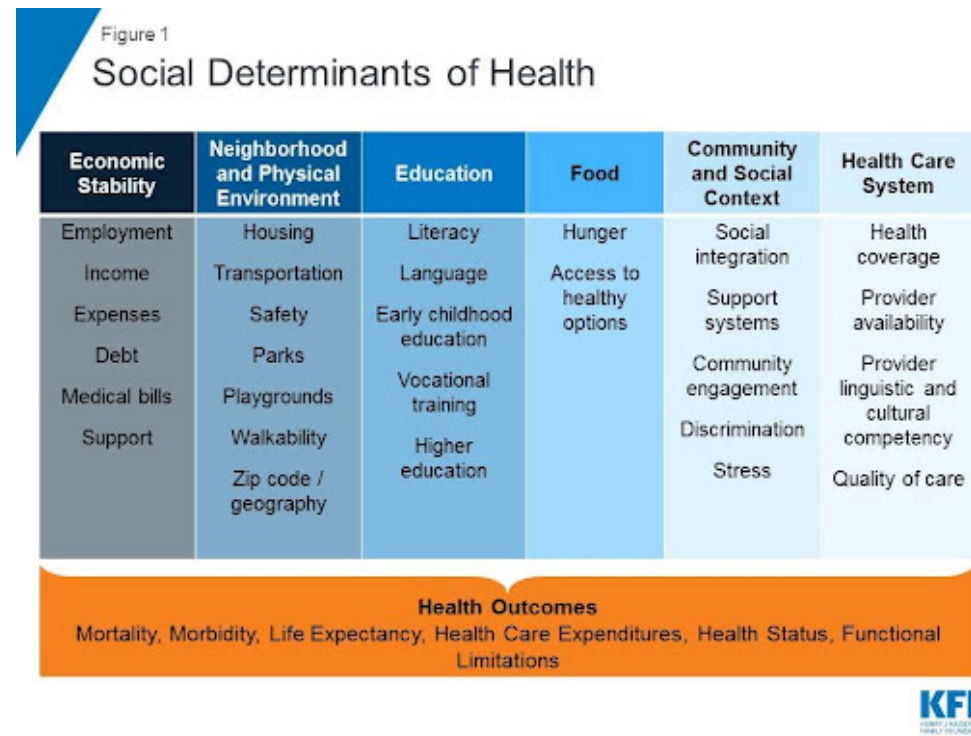 Figure 1
Social Determinants of Health
Economic
Stability
Employment
Income
Expenses
Debt
Medical bills
Support
Neighborhood
and Physical
Environment
Housing
Transportation
Safety
Parks
Playgrounds
Walkability
Zip code /
geography
Education
Literacy
Language
Early childhood
education
Vocational
training
Higher
education
Food
Hunger
Access to
healthy
options
Community
and Social
Context
Social
integration
Support
systems
Community
engagement
Discrimination
Stress
Health Care
System
Health
coverage
Provider
availability
Provider
linguistic and
cultural
competency
Quality of care
Health Outcomes
Mortality, Morbidity, Life Expectancy, Health Care Expenditures, Health Status, Functional
Limitations